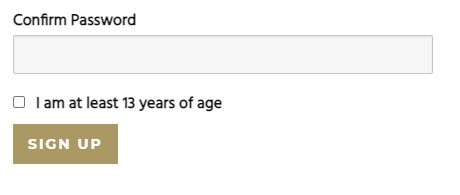 Confirm Password
I am at least 13 years of age
SIGN UP